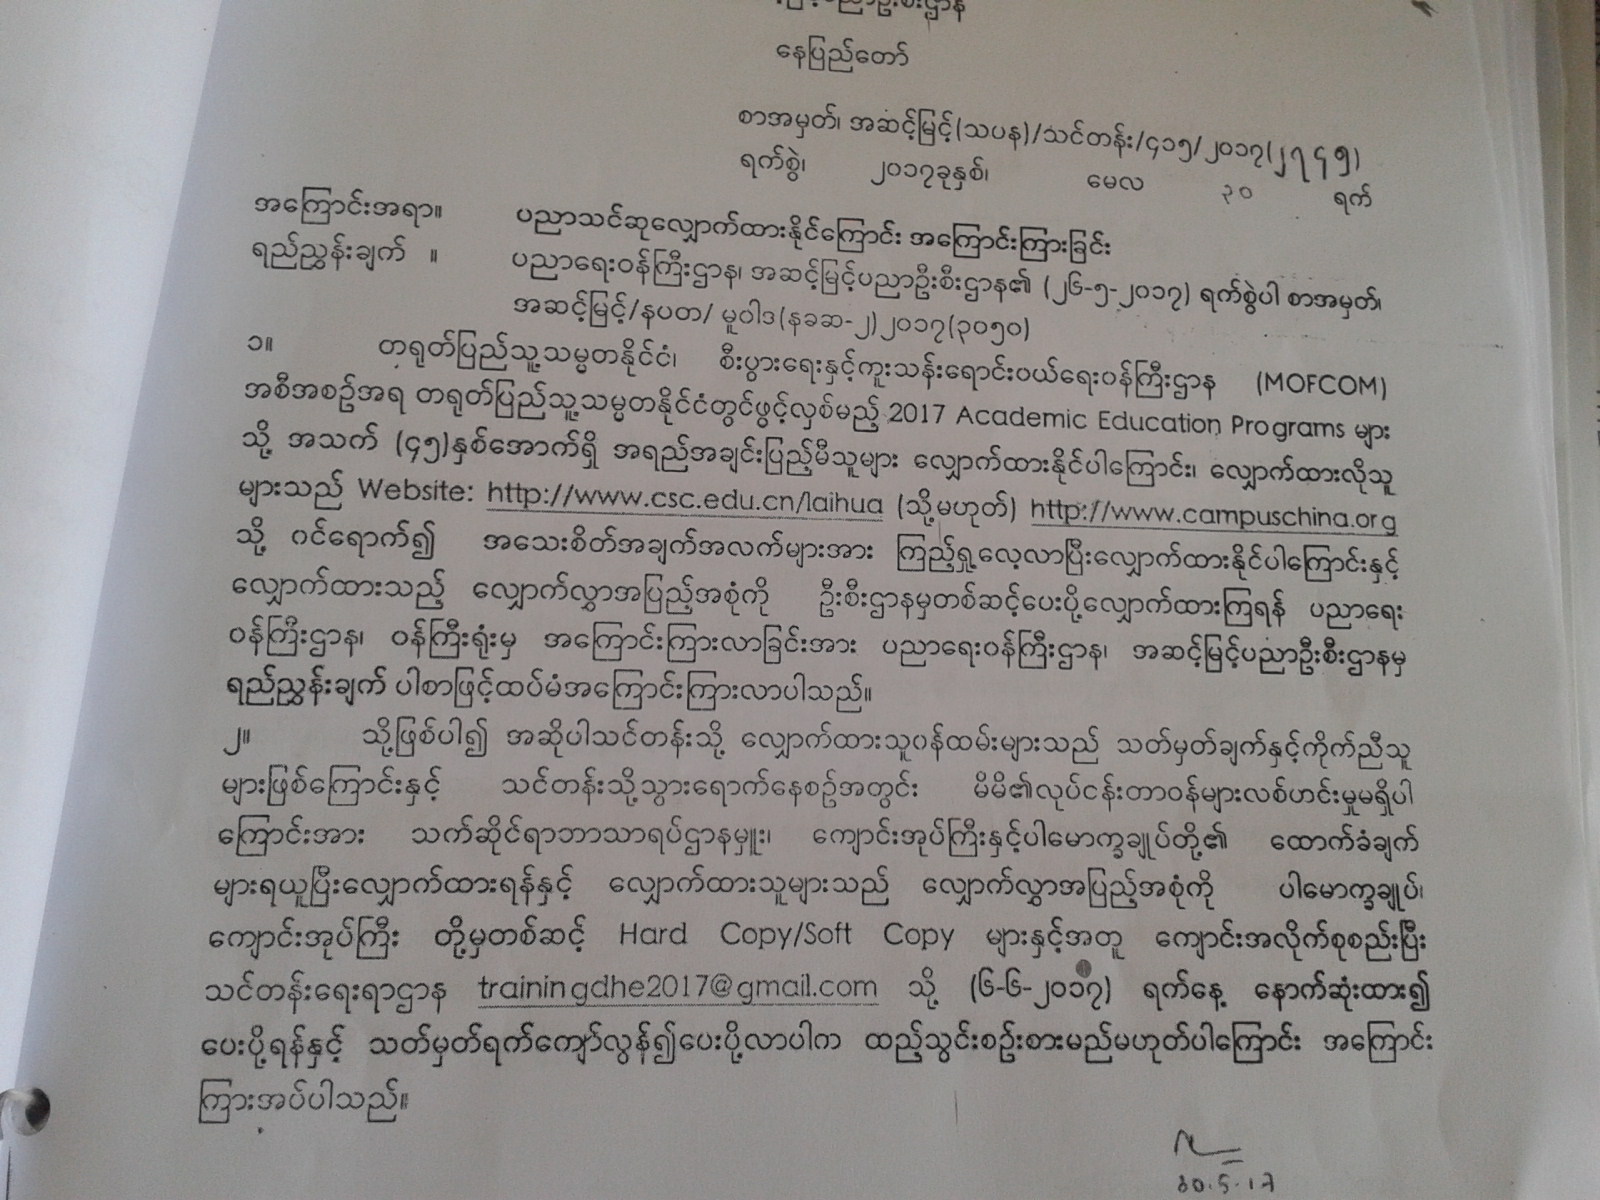 နေပြည်တော်
စာအမှတ်၊ အဆင့်မြင့်(သပန)/သင်တန်း/၄၁၅/၂၀၁၇(၂၇၄၅)
ရက်စွဲ၊ ၂၀၁၇ခုနှစ်၊ မေလ ၃၀ ရက်
အကြောင်းအရာ။ ပညာသင်ဆုလျှောက်ထားနိုင်ကြောင်း အကြောင်းကြားခြင်း
ရည်ညွှန်းချက် ။ ပညာရေးဝန်ကြီးဌာန၊ အဆင့်မြင့်ပညာဦးစီးဌာန၏ (၂၆-၅-၂၀၁၇) ရက်စွဲပါ စာအမှတ်၊
အဆင့်မြင့်/နပတ/ မူဝါဒ(နခဆ-၂)၂၀၁၇(၃၀၅၀)
၁။ တရုတ်ပြည်သူ့သမ္မတနိုင်ငံ၊ စီးပွားရေးနှင့်ကူးသန်းရောင်းဝယ်ရေးဝန်ကြီးဌာန (MOFCOM)
အစီအစဉ်အရ တရုတ်ပြည်သူ့သမ္မတနိုင်ငံတွင်ဖွင့်လှစ်မည့် 2017 Academic Education Programs များ
သို့ အသက် (၄၅)နှစ်အောက်ရှိ အရည်အချင်းပြည့်မီသူများ လျှောက်ထားနိုင်ပါကြောင်း၊ လျှောက်ထားလိုသူ
များသည် Website: http://www.csc.edu.cn/laihua (သို့မဟုတ်) http://www.campuschina.org
သို့ ဝင်ရောက်၍ အသေးစိတ်အချက်အလက်များအား ကြည့်ရှု့လေ့လာပြီးလျှောက်ထားနိုင်ပါကြောင်းနှင့်
လျှောက်ထားသည့် လျှောက်လွှာအပြည့်အစုံကို ဦးစီးဌာနမှတစ်ဆင့်ပေးပို့လျှောက်ထားကြရန် ပညာရေး
ဝန်ကြီးဌာန၊ ဝန်ကြီးရုံးမှ အကြောင်းကြားလာခြင်းအား ပညာရေးဝန်ကြီးဌာန၊ အဆင့်မြင့်ပညာဦးစီးဌာနမှ
ရည်ညွှန်းချက် ပါစာဖြင့်ထပ်မံအကြောင်းကြားလာပါသည်။
၂။ သို့ဖြစ်ပါ၍ အဆိုပါသင်တန်းသို့ လျှောက်ထားသူဝန်ထမ်းများသည် သတ်မှတ်ချက်နှင့်ကိုက်ညီသူ
များဖြစ်ကြောင်းနှင့် သင်တန်းသို့သွားရောက်နေစဉ်အတွင်း မိမိ၏လုပ်ငန်းတာဝန်များလစ်ဟင်းမှုမရှိပါ
ကြောင်းအား သက်ဆိုင်ရာဘာသာရပ်ဌာနမှူး၊ ကျောင်းအုပ်ကြီးနှင့်ပါမောက္ခချုပ်တို့၏ ထောက်ခံချက်
များရယူပြီးလျှောက်ထားရန်နှင့် လျှောက်ထားသူများသည် လျှောက်လွှာအပြည့်အစုံကို ပါမောက္ခချုပ်၊
ကျောင်းအုပ်ကြီး တို့မှတစ်ဆင့် Hard Copy/Soft Copy များနှင့်အတူ ကျောင်းအလိုက်စုစည်းပြီး
သင်တန်းရေးရာဌာန trainingdhe2017@gmail.com သို့ (၆-၆-၂၀၁၇) ရက်နေ့ နောက်ဆုံးထား၍
ပေးပို့ရန်နှင့် သတ်မှတ်ရက်ကျော်လွန်၍ပေးပို့လာပါက ထည့်သွင်းစဉ်းစားမည်မဟုတ်ပါကြောင်း အကြောင်း
ကြားအပ်ပါသည်။
30.5.17